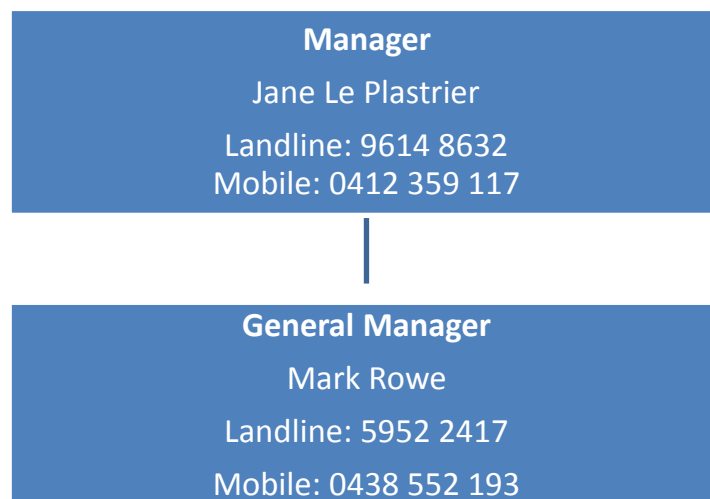 Manager
Jane Le Plastrier
Landline: 9614 8632
Mobile: 0412 359 117
General Manager
Mark Rowe
Landline: 5952 2417
Mobile: 0438 552 193